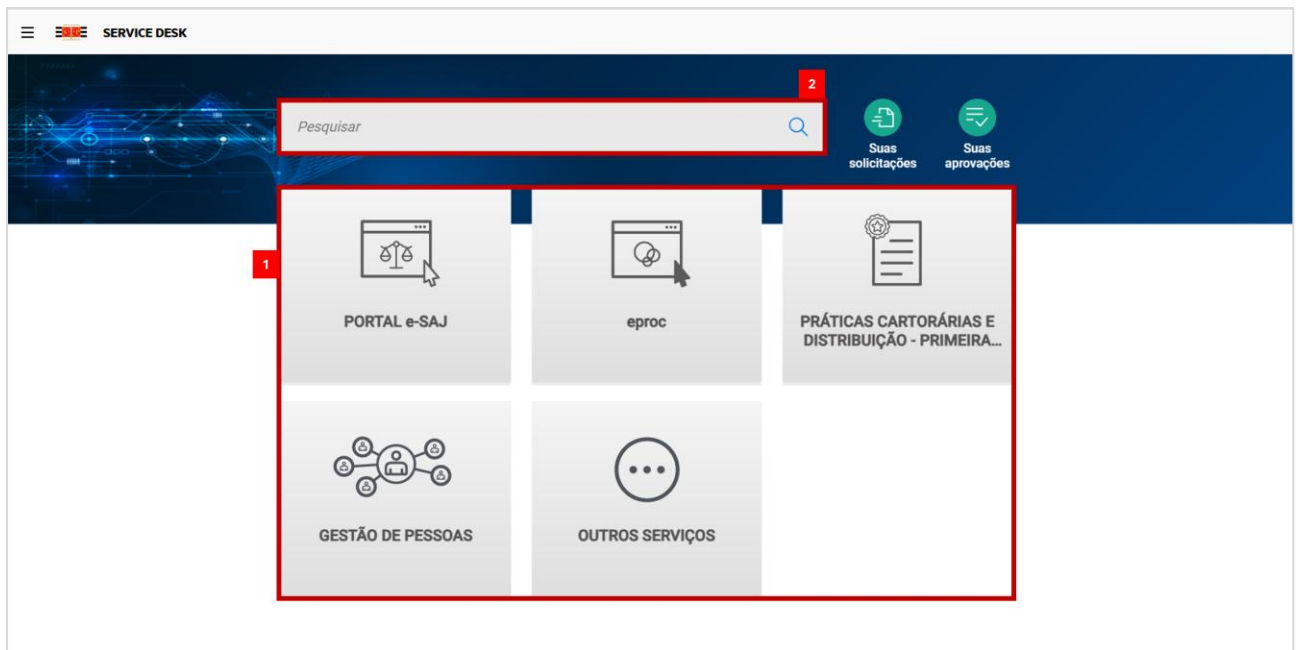 SERVICE DESK
2
Pesquisar
Suas
solicitações
Suas
aprovações
1
PORTAL e-SAJ
eproc
PRÁTICAS CARTORÁRIAS E
DISTRIBUIÇÃO - PRIMEIRA...
GESTÃO DE PESSOAS
OUTROS SERVIÇOS